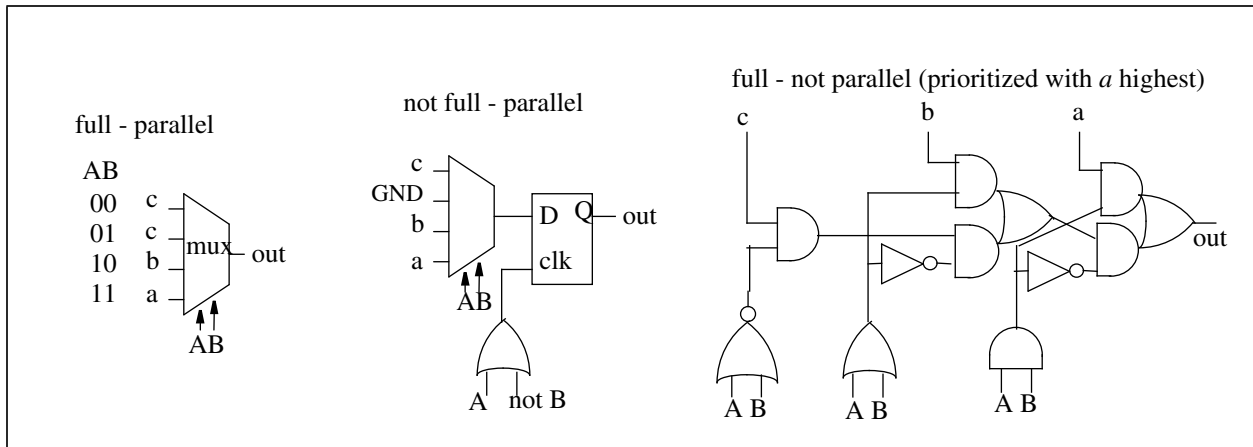 full - parallel
AB
00 c
01 c
10 b
11 a
mux
out
AB
not full - parallel
c
GND
b
a
D Q
clk
out
AB
A not B
full - not parallel (prioritized with a highest)
c b a
out
A B A B A B